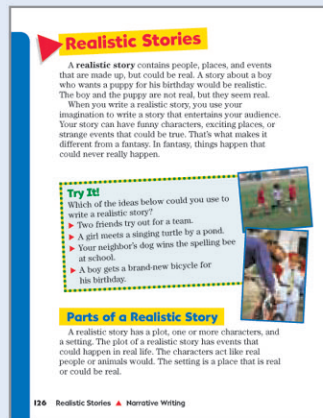 Realistic Stories
A realistic story contains people, places, and events
that are made up, but could be real. A story about a boy
who wants a puppy for his birthday would be realistic.
The boy and the puppy are not real, but they seem real.
When you write a realistic story, you use your
imagination to write a story that entertains your audience.
Your story can have funny characters, exciting places, or
strange events that could be true. That's what makes it
different from a fantasy. In fantasy, things happen that
could never really happen.
Try It!
Which of the ideas below could you use to
write a realistic story?
▶ Two friends try out for a team.
▶ A girl meets a singing turtle by a pond.
▶ Your neighbor's dog wins the spelling bee
at school.
▶ A boy gets a brand-new bicycle for
his birthday.
Parts of a Realistic Story
A realistic story has a plot, one or more characters, and
a setting. The plot of a realistic story has events that
could happen in real life. The characters act like real
people or animals would. The setting is a place that is real
or could be real.
126 Realistic Stories ▲ Narrative Writing